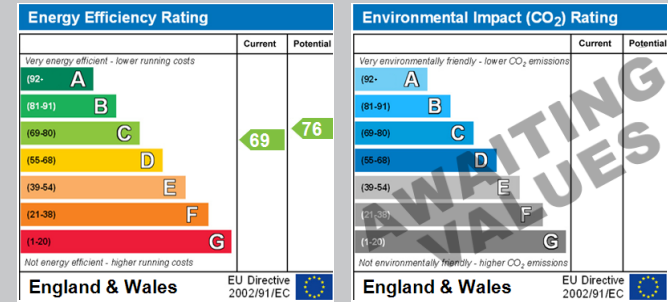 Energy Efficiency Rating
Current Potential
Very energy efficient - lower running costs
(92- A
(81-91) B
(69-80) C
(55-68) D
(39-54) E
(21-38) F
(1-20) G
69
76
Not energy efficient - higher running costs
England & Wales
EU Directive
2002/91/EC
Environmental Impact (CO₂) Rating
Current Potential
Very environmentally friendly - lower CO₂ emissions
(92- A
(81-91) B
(69-80) C
(55-68) D
(39-54) E
(21-38) F
(1-20) G
AWAITING
VALUES
Not environmentally friendly - higher CO₂ emissions
England & Wales
EU Directive
2002/91/EC